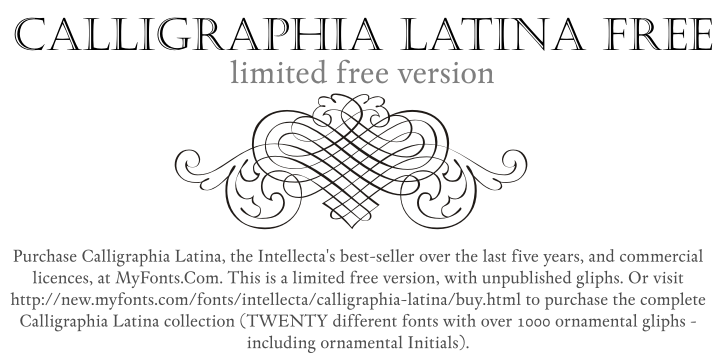 CALLIGRAPHIA LATINA FREE
limited free version
Purchase Calligraphia Latina, the Intellecta's best-seller over the last five years, and commercial
licences, at MyFonts.Com. This is a limited free version, with unpublished gliphs. Or visit
http://new.myfonts.com/fonts/intellecta/calligraphia-latina/buy.html to purchase the complete
Calligraphia Latina collection (TWENTY different fonts with over 1000 ornamental gliphs -
including ornamental Initials).